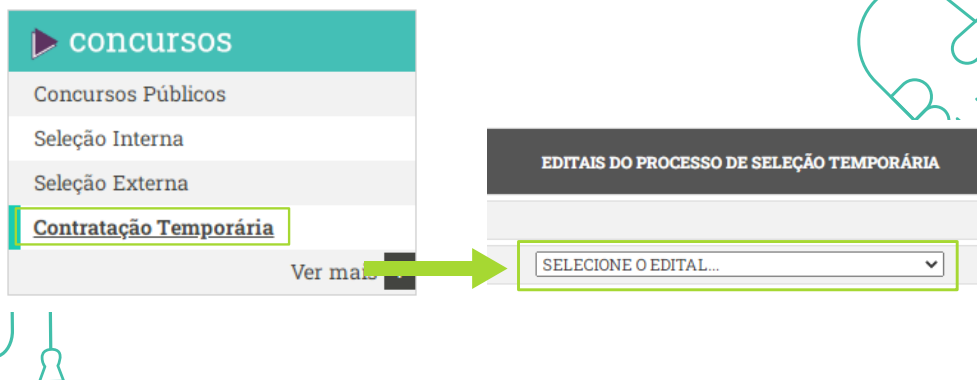 concursos
Concursos Públicos
Seleção Interna
Seleção Externa
Contratação Temporária
Ver mais
EDITAIS DO PROCESSO DE SELEÇÃO TEMPORÁRIA
SELECIONE O EDITAL...